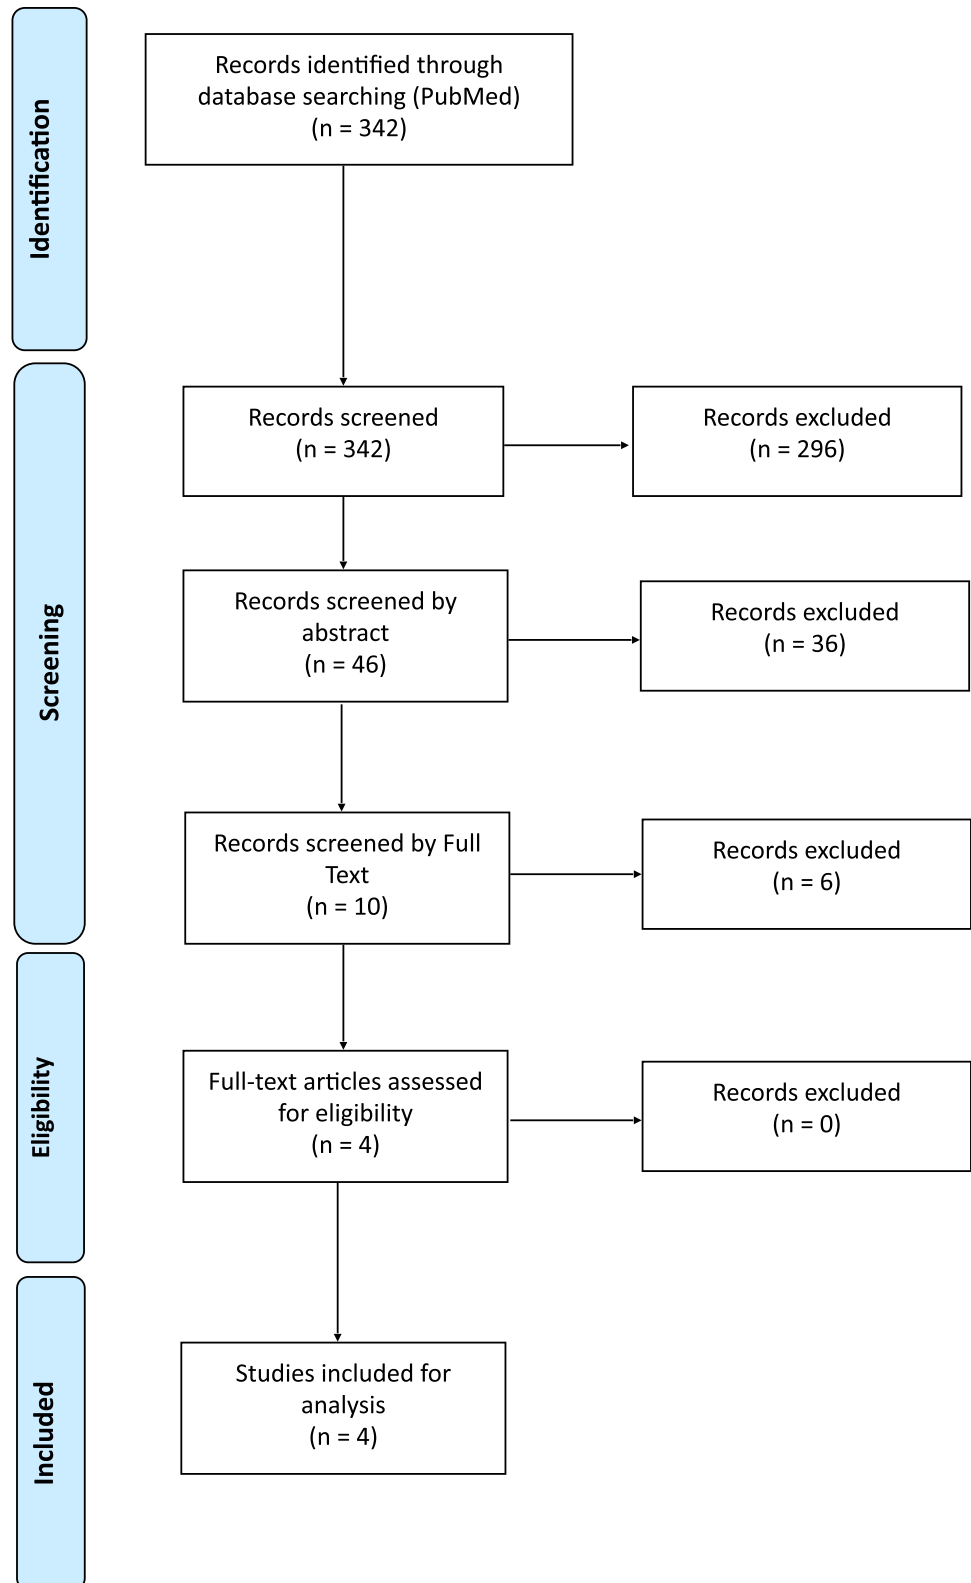 Identification
Records identified through
database searching (PubMed)
(n = 342)
Screening
Records screened
(n = 342)
Records excluded
(n = 296)
Records screened by
abstract
(n = 46)
Records excluded
(n = 36)
Records screened by Full
Text
(n = 10)
Records excluded
(n = 6)
Eligibility
Full-text articles assessed
for eligibility
(n = 4)
Records excluded
(n = 0)
Included
Studies included for
analysis
(n = 4)